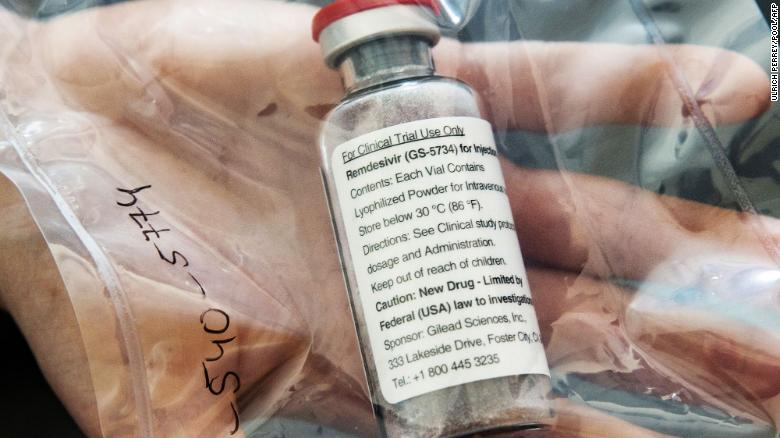 For Clinical Trial Use Only
Remdesivir (GS-5734) for Injection
Contents: Each Vial Contains
Lyophilized Powder for Intravenous
Store below 30 °C (86 °F).
Directions: See Clinical study
dosage and Administration.
Keep out of reach of children.
Caution: New Drug - Limited by
Federal (USA) law to
Sponsor: Gilead Sciences, Inc.,
333 Lakeside Drive, Foster City,
Tel.: +1 800 445 3235
-540-5774
ULRICH PERREY/POOL/AFP